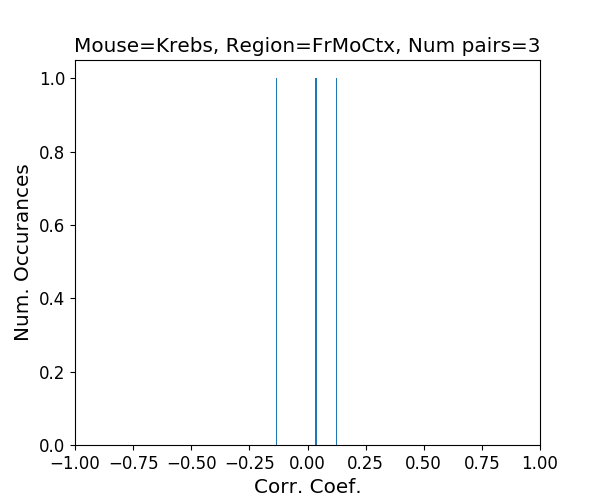 Mouse=Krebs, Region=FrMoCtx, Num pairs=3
1.0
0.8
0.6
0.4
0.2
0.0
Num. Occurances
−1.00 −0.75 −0.50 −0.25 0.00 0.25 0.50 0.75 1.00
Corr. Coef.